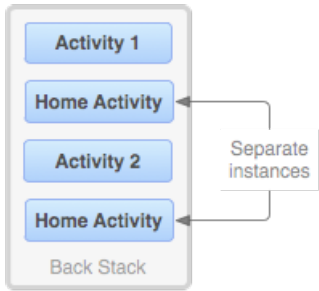 Activity 1
Home Activity
Activity 2
Home Activity
Back Stack
Separate
instances